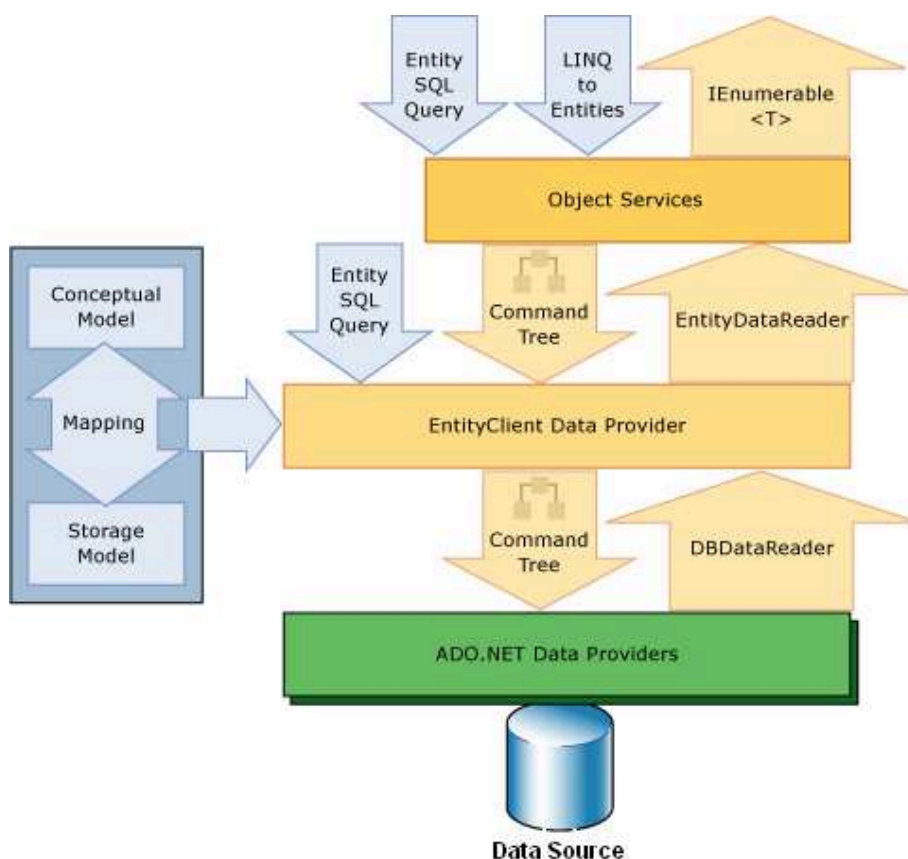 Entity
SQL
Query
LINQ
to
Entities
IEnumerable
<T>
Object Services
Conceptual
Model
Mapping
Storage
Model
Entity
SQL
Query
Command
Tree
EntityDataReader
EntityClient Data Provider
Command
Tree
DBDataReader
ADO.NET Data Providers
Data Source